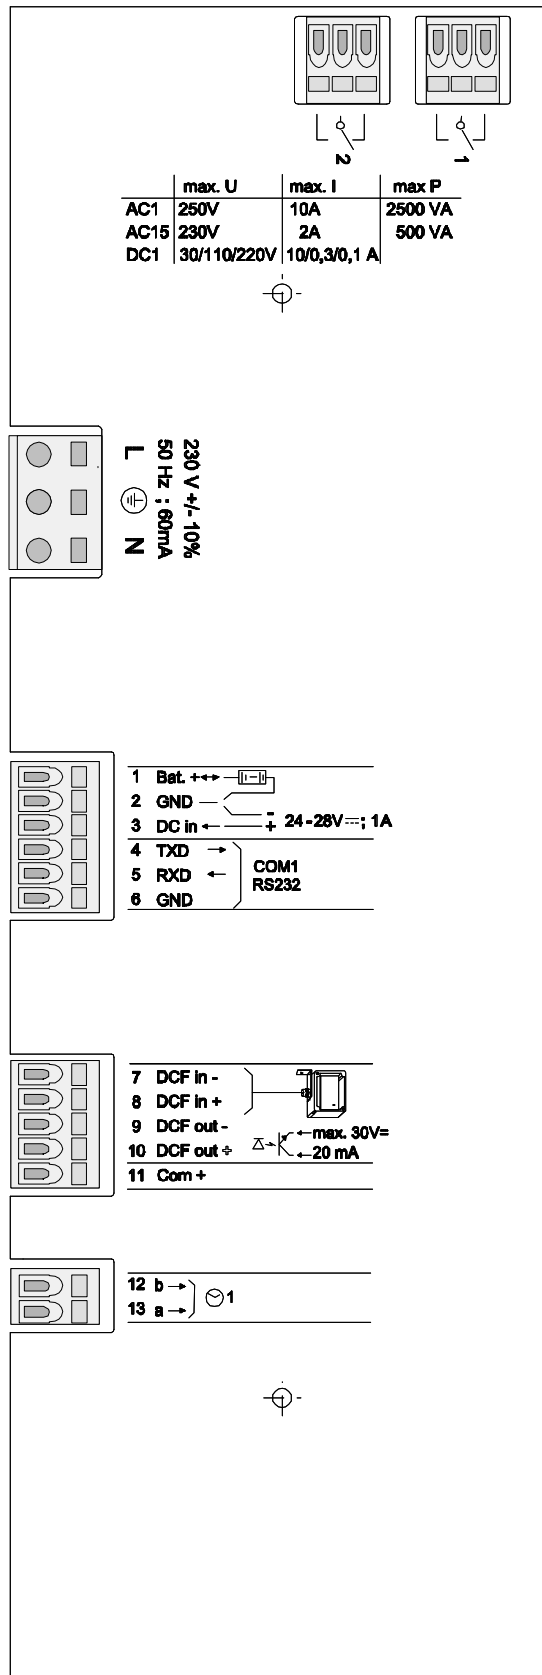 2 1
max. U max. I max P
AC1 250V 10A 2500 VA
AC15 230V 2A 500 VA
DC1 30/110/220V 10/0,3/0,1 A
230 V +/- 10%
50 Hz ; 60mA
L N
1 Bat. +
2 GND
3 DC in - + 24-28V ; 1A
4 TXD
5 RXD
6 GND
COM1
RS232
7 DCF in -
8 DCF in +
9 DCF out -
10 DCF out +
max. 30V=
20 mA
11 Com +
12 b
13 a
1